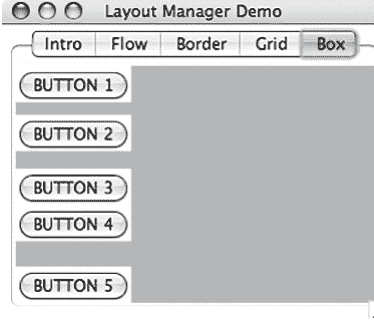 Layout Manager Demo
Intro Flow Border Grid Box
BUTTON 1
BUTTON 2
BUTTON 3
BUTTON 4
BUTTON 5